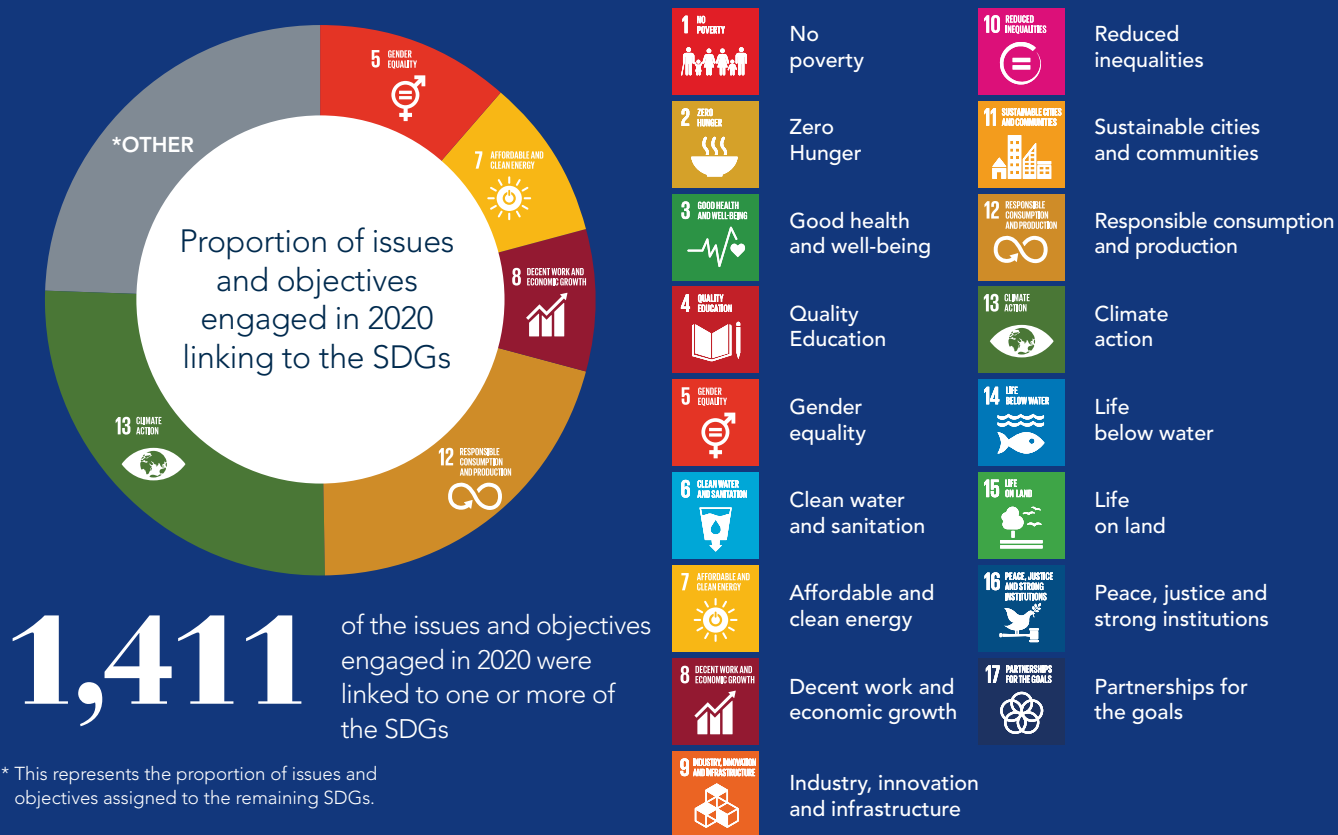 5 GENDER
EQUALITY
7 AFFORDABLE AND
CLEAN ENERGY
8 DECENT WORK AND
ECONOMIC GROWTH
12 RESPONSIBLE
CONSUMPTION
AND PRODUCTION
13 CLIMATE
ACTION
*OTHER
Proportion of issues
and objectives
engaged in 2020
linking to the SDGs
1,411
of the issues and objectives
engaged in 2020 were
linked to one or more of
the SDGs
* This represents the proportion of issues and
objectives assigned to the remaining SDGs.
1 NO
POVERTY
No
poverty
2 ZERO
HUNGER
Zero
Hunger
3 GOOD HEALTH
AND WELL-BEING
Good health
and well-being
4 QUALITY
EDUCATION
Quality
Education
5 GENDER
EQUALITY
Gender
equality
6 CLEAN WATER
AND SANITATION
Clean water
and sanitation
7 AFFORDABLE AND
CLEAN ENERGY
Affordable and
clean energy
8 DECENT WORK AND
ECONOMIC GROWTH
Decent work and
economic growth
9 INDUSTRY, INNOVATION
AND INFRASTRUCTURE
Industry, innovation
and infrastructure
10 REDUCED
INEQUALITIES
Reduced
inequalities
11 SUSTAINABLE CITIES
AND COMMUNITIES
Sustainable cities
and communities
12 RESPONSIBLE
CONSUMPTION
AND PRODUCTION
Responsible consumption
and production
13 CLIMATE
ACTION
Climate
action
14 LIFE
BELOW WATER
Life
below water
15 LIFE
ON LAND
Life
on land
16 PEACE, JUSTICE
AND STRONG
INSTITUTIONS
Peace, justice and
strong institutions
17 PARTNERSHIPS
FOR THE GOALS
Partnerships for
the goals